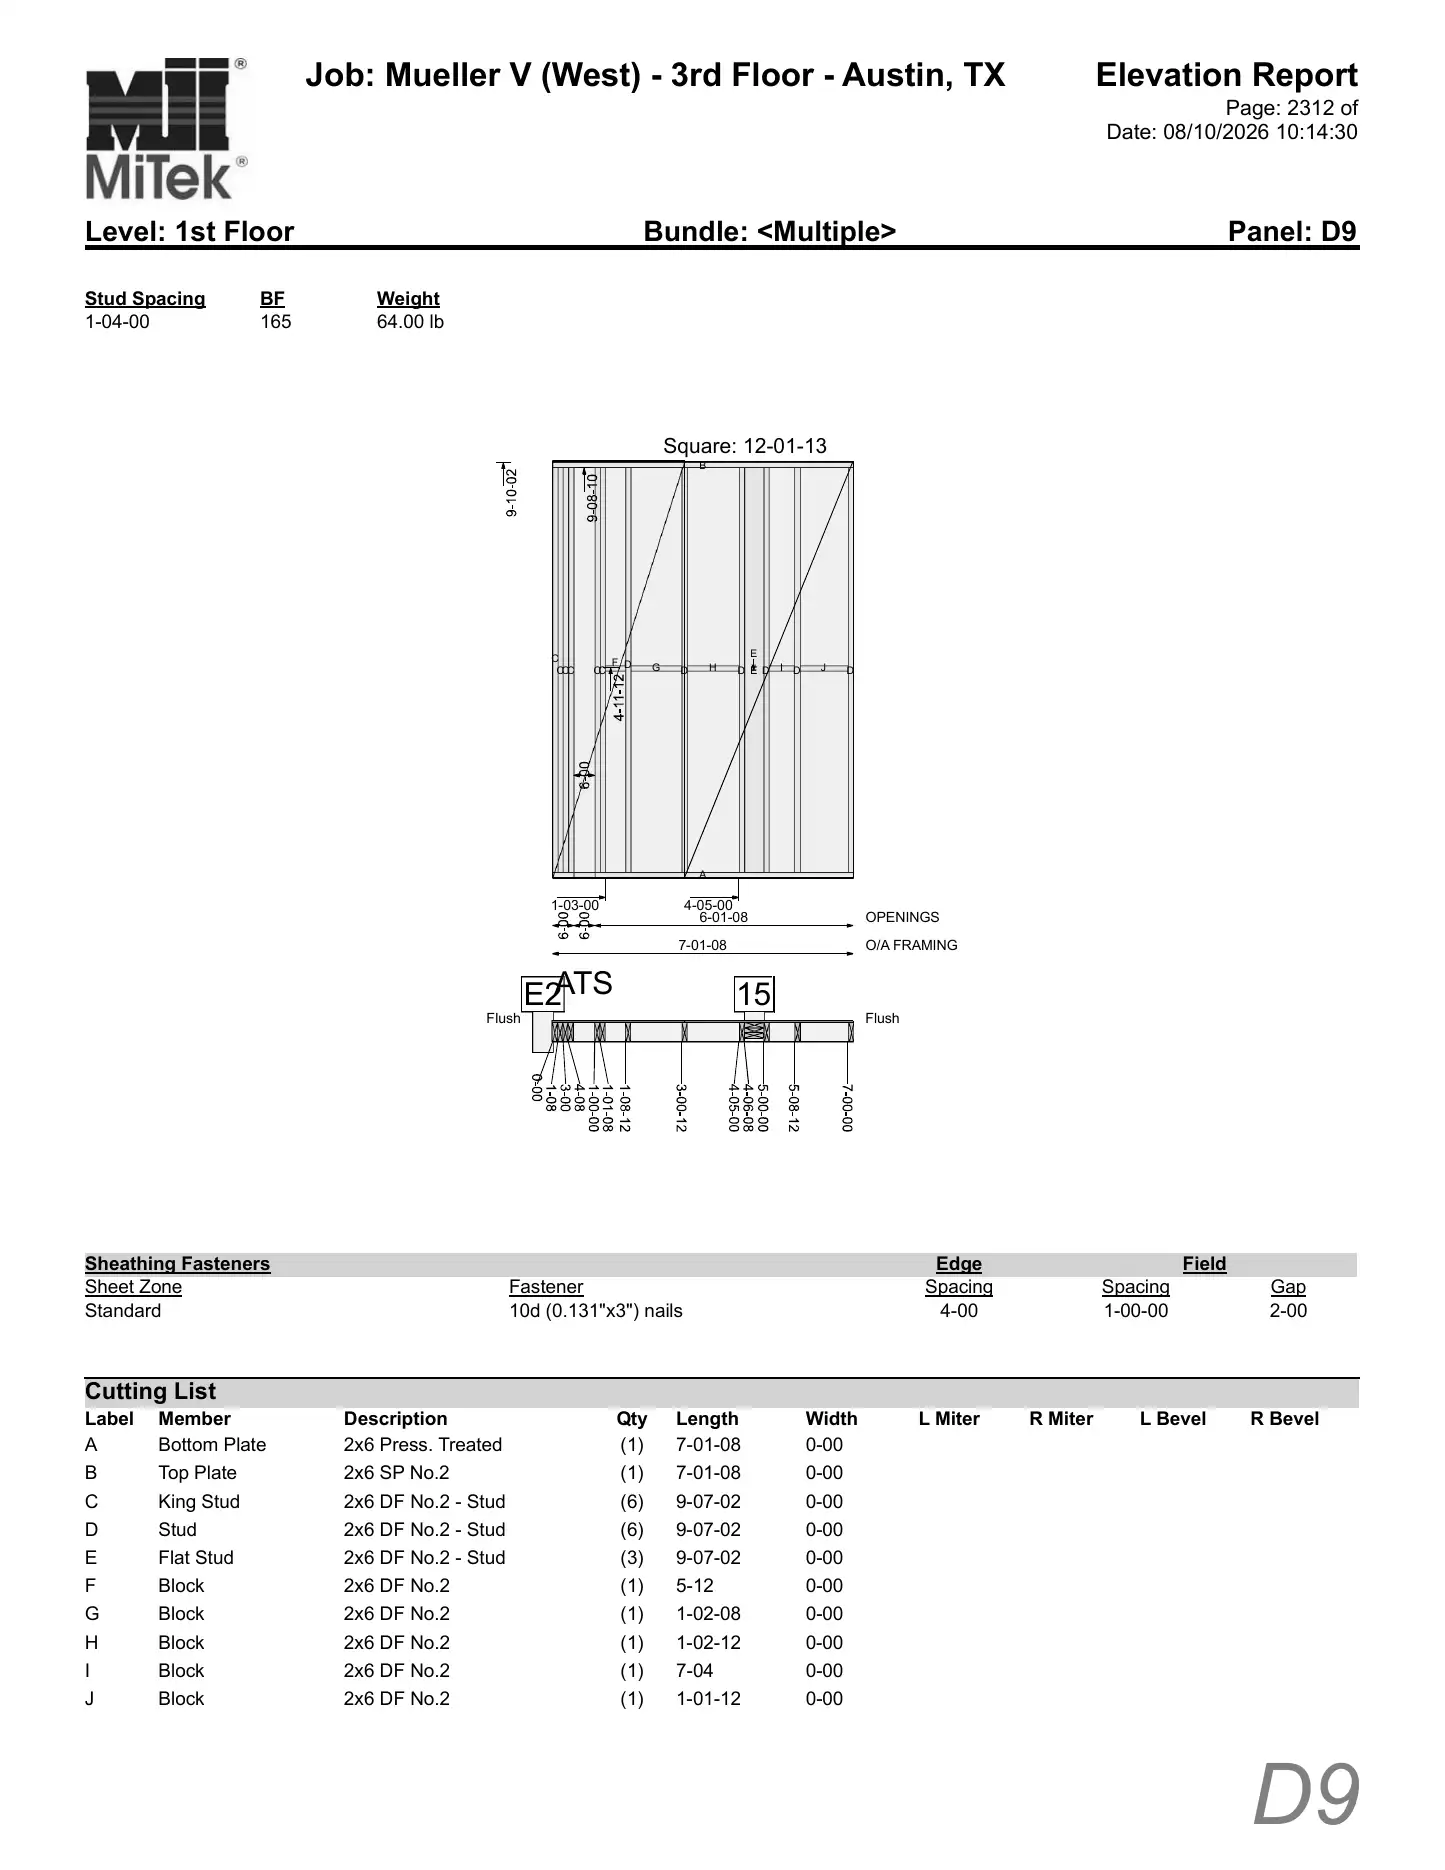 Job: Mueller V (West) - 3rd Floor - Austin, TX
Elevation Report
Page: 2312 of
Date: 08/10/2026 10:14:30
MiTek®
Level: 1st Floor Bundle: <Multiple> Panel: D9
Stud Spacing BF Weight
1-04-00 165 64.00 lb
Square: 12-01-13
B
9-10-02
9-08-10
C
C C C C C F D G D H D E E D I D J D
4-11-12
6-00
A
1-03-00 4-05-00
6-00 6-00 6-01-08 OPENINGS
7-01-08 O/A FRAMING
E2 ATS 15
Flush Flush
0-00 1-08 3-00 4-08 1-00-00 1-01-08 1-08-12 3-00-12 4-05-00 4-06-08 5-00-00 5-08-12 7-00-00
Sheathing Fasteners Edge Field
Sheet Zone Fastener Spacing Spacing Gap
Standard 10d (0.131"x3") nails 4-00 1-00-00 2-00
Cutting List
Label Member Description Qty Length Width L Miter R Miter L Bevel R Bevel
A Bottom Plate 2x6 Press. Treated (1) 7-01-08 0-00
B Top Plate 2x6 SP No.2 (1) 7-01-08 0-00
C King Stud 2x6 DF No.2 - Stud (6) 9-07-02 0-00
D Stud 2x6 DF No.2 - Stud (6) 9-07-02 0-00
E Flat Stud 2x6 DF No.2 - Stud (3) 9-07-02 0-00
F Block 2x6 DF No.2 (1) 5-12 0-00
G Block 2x6 DF No.2 (1) 1-02-08 0-00
H Block 2x6 DF No.2 (1) 1-02-12 0-00
I Block 2x6 DF No.2 (1) 7-04 0-00
J Block 2x6 DF No.2 (1) 1-01-12 0-00
D9